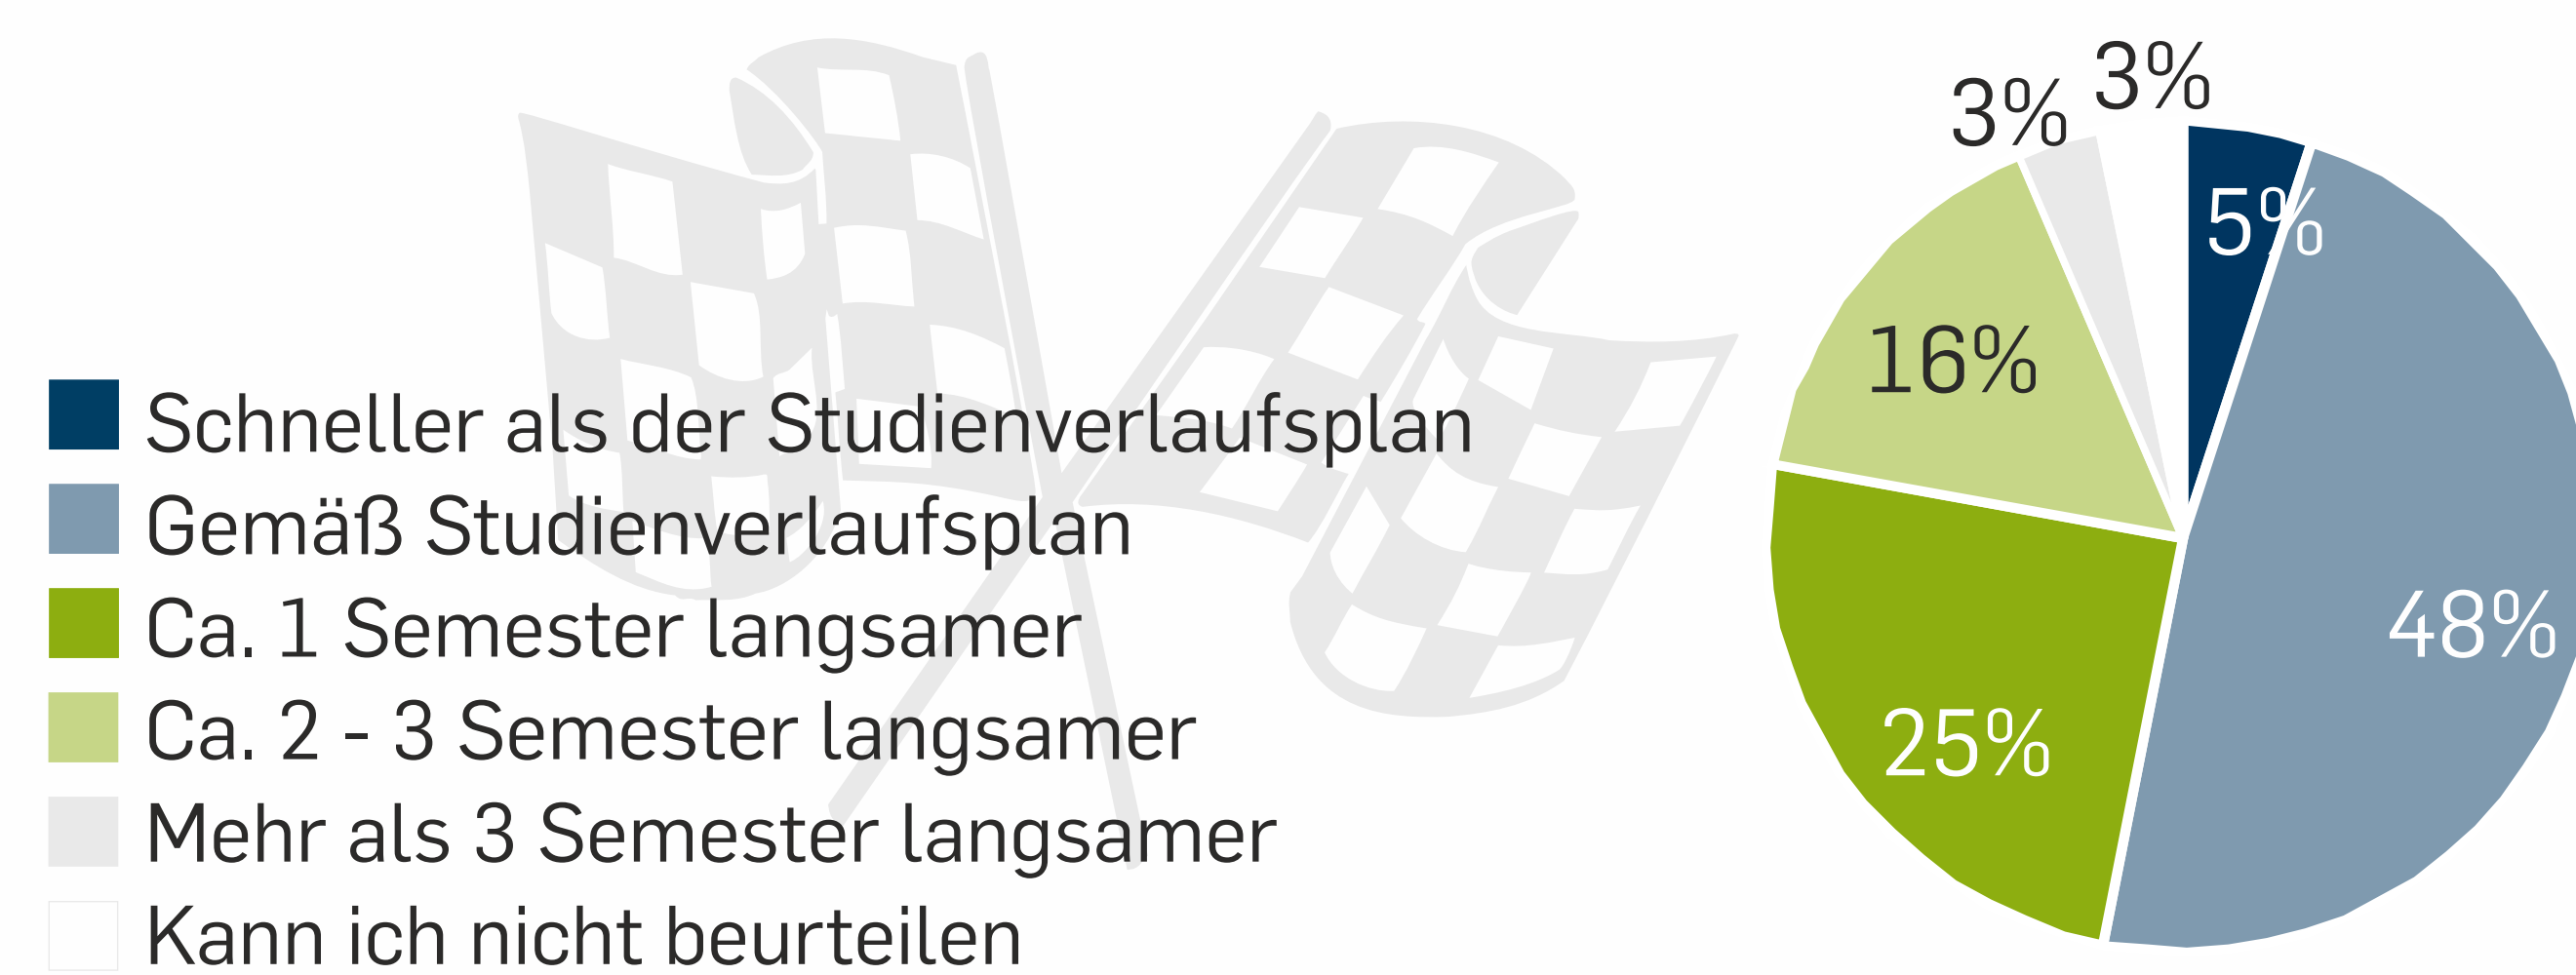 Schneller als der Studienverlaufsplan
Gemäß Studienverlaufsplan
Ca. 1 Semester langsamer
Ca. 2 - 3 Semester langsamer
Mehr als 3 Semester langsamer
Kann ich nicht beurteilen
3%
3%
5%
16%
48%
25%